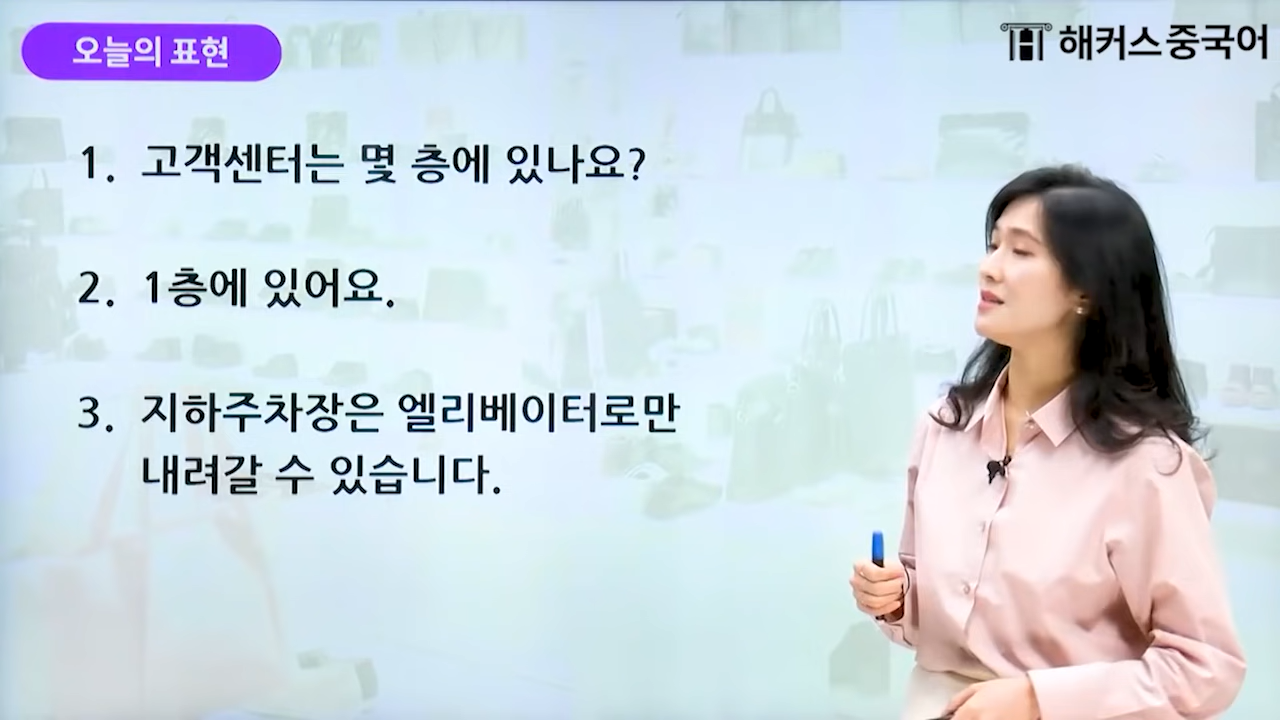 오늘의 표현
해커스중국어
1. 고객센터는 몇 층에 있나요?
2. 1층에 있어요.
3. 지하주차장은 엘리베이터로만
내려갈 수 있습니다.